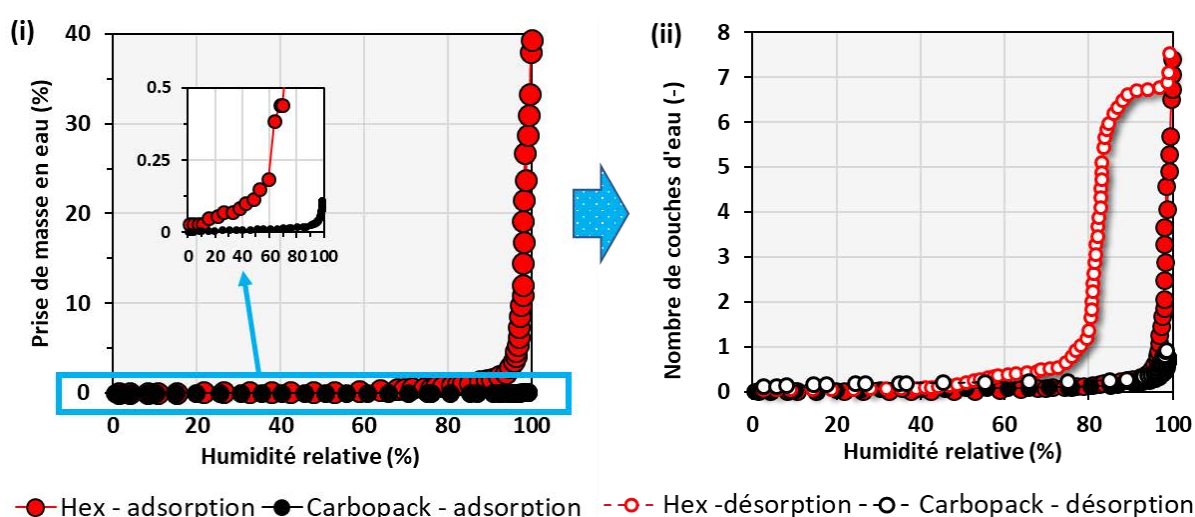 (i)
Prise de masse en eau (%)
40
30
20
10
0
0 20 40 60 80 100
Humidité relative (%)
0.5
0.25
0
0 20 40 60 80 100
(ii)
Nombre de couches d'eau (-)
8
7
6
5
4
3
2
1
0
0 20 40 60 80 100
Humidité relative (%)
Hex - adsorption Carbopack - adsorption Hex -désorption Carbopack - désorption